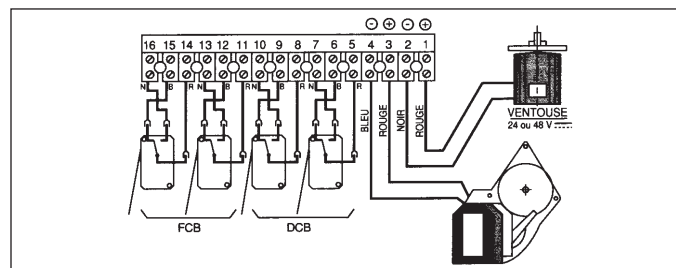 ⊖ ⊕ ⊖ ⊕
16 15 14 13 12 11 10 9 8 7 6 5 4 3 2 1
N B R N B R N B R N B R
BLEU
ROUGE
NOIR
ROUGE
I
VENTOUSE
24 ou 48 V
FCB
DCB